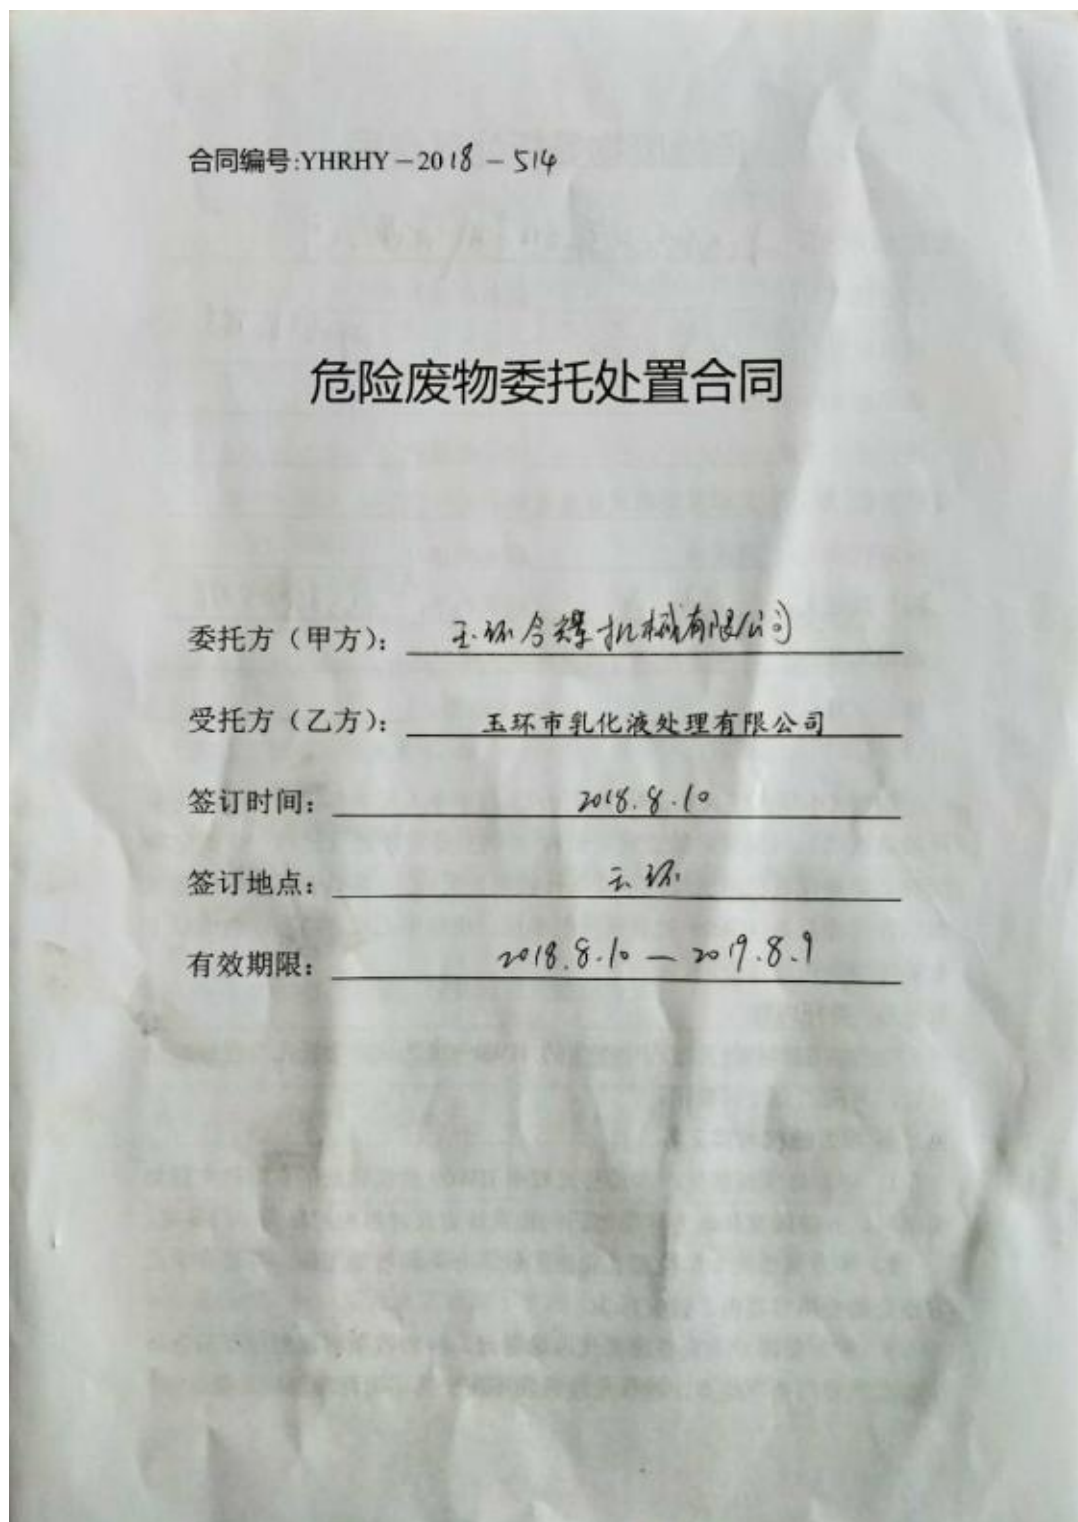 合同编号:YHRHY－2018－514
危险废物委托处置合同
委托方（甲方）： 玉环合蝶机械有限公司
受托方（乙方）： 玉环市乳化液处理有限公司
签订时间： 2018.8.10
签订地点： 玉环
有效期限： 2018.8.10 — 2019.8.9